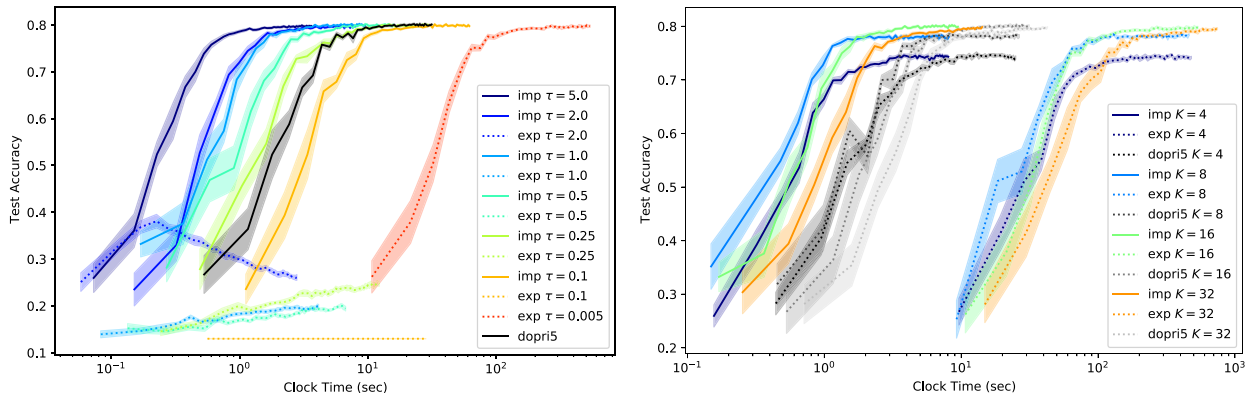 0.8
0.7
0.6
0.5
0.4
0.3
0.2
0.1
Test Accuracy
10⁻¹
10⁰
10¹
10²
Clock Time (sec)
imp τ = 5.0
imp τ = 2.0
exp τ = 2.0
imp τ = 1.0
exp τ = 1.0
imp τ = 0.5
exp τ = 0.5
imp τ = 0.25
exp τ = 0.25
imp τ = 0.1
exp τ = 0.1
exp τ = 0.005
dopri5
0.8
0.7
0.6
0.5
0.4
0.3
0.2
Test Accuracy
10⁻¹
10⁰
10¹
10²
10³
Clock Time (sec)
imp K = 4
exp K = 4
dopri5 K = 4
imp K = 8
exp K = 8
dopri5 K = 8
imp K = 16
exp K = 16
dopri5 K = 16
imp K = 32
exp K = 32
dopri5 K = 32